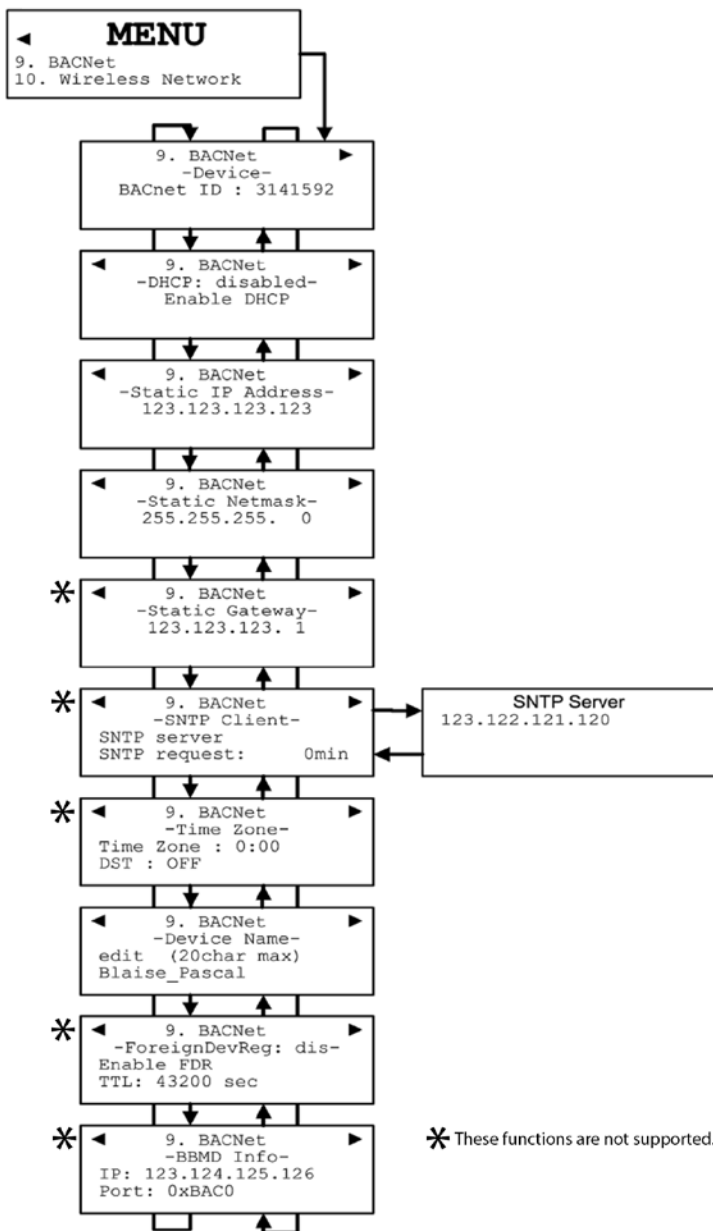 MENU
9. BACNet
10. Wireless Network
9. BACNet
-Device-
BACnet ID : 3141592
9. BACNet
-DHCP: disabled-
Enable DHCP
9. BACNet
-Static IP Address-
123.123.123.123
9. BACNet
-Static Netmask-
255.255.255.  0
* 9. BACNet
-Static Gateway-
123.123.123. 1
* 9. BACNet
-SNTP Client-
SNTP server
SNTP request:     0min
SNTP Server
123.122.121.120
* 9. BACNet
-Time Zone-
Time Zone : 0:00
DST : OFF
9. BACNet
-Device Name-
edit  (20char max)
Blaise_Pascal
* 9. BACNet
-ForeignDevReg: dis-
Enable FDR
TTL: 43200 sec
* 9. BACNet
-BBMD Info-
IP: 123.124.125.126
Port: 0xBAC0
* These functions are not supported.